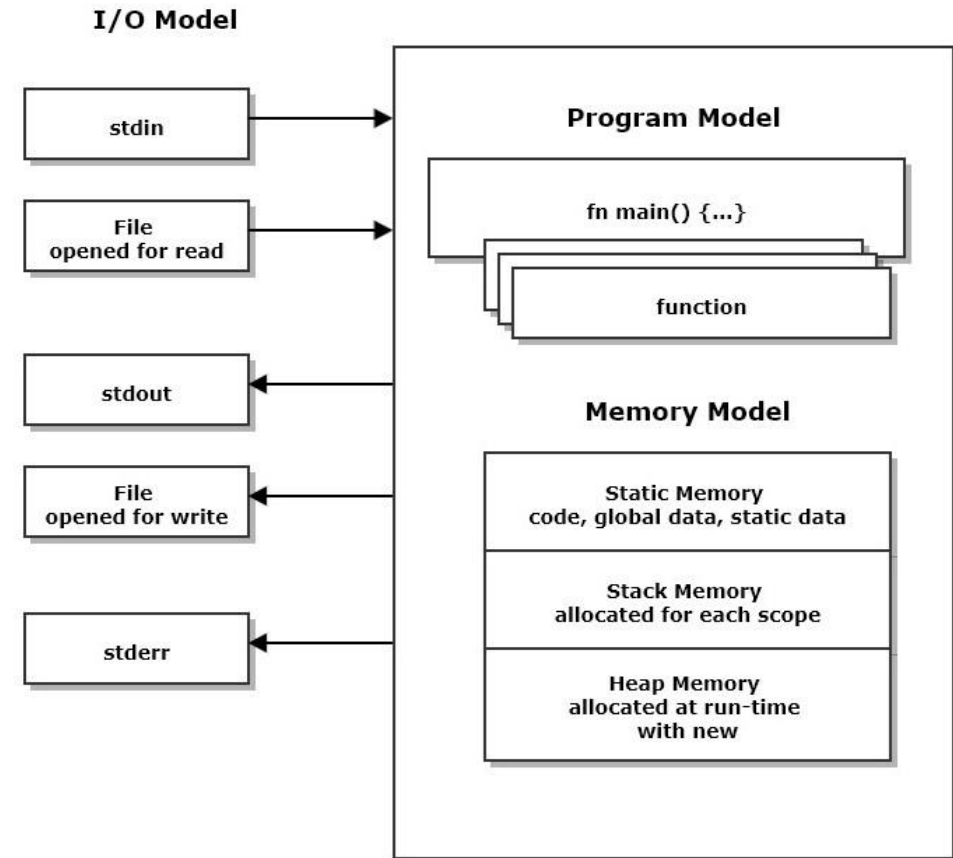 I/O Model
stdin
File
opened for read
stdout
File
opened for write
stderr
Program Model
fn main() {...}
function
Memory Model
Static Memory
code, global data, static data
Stack Memory
allocated for each scope
Heap Memory
allocated at run-time
with new